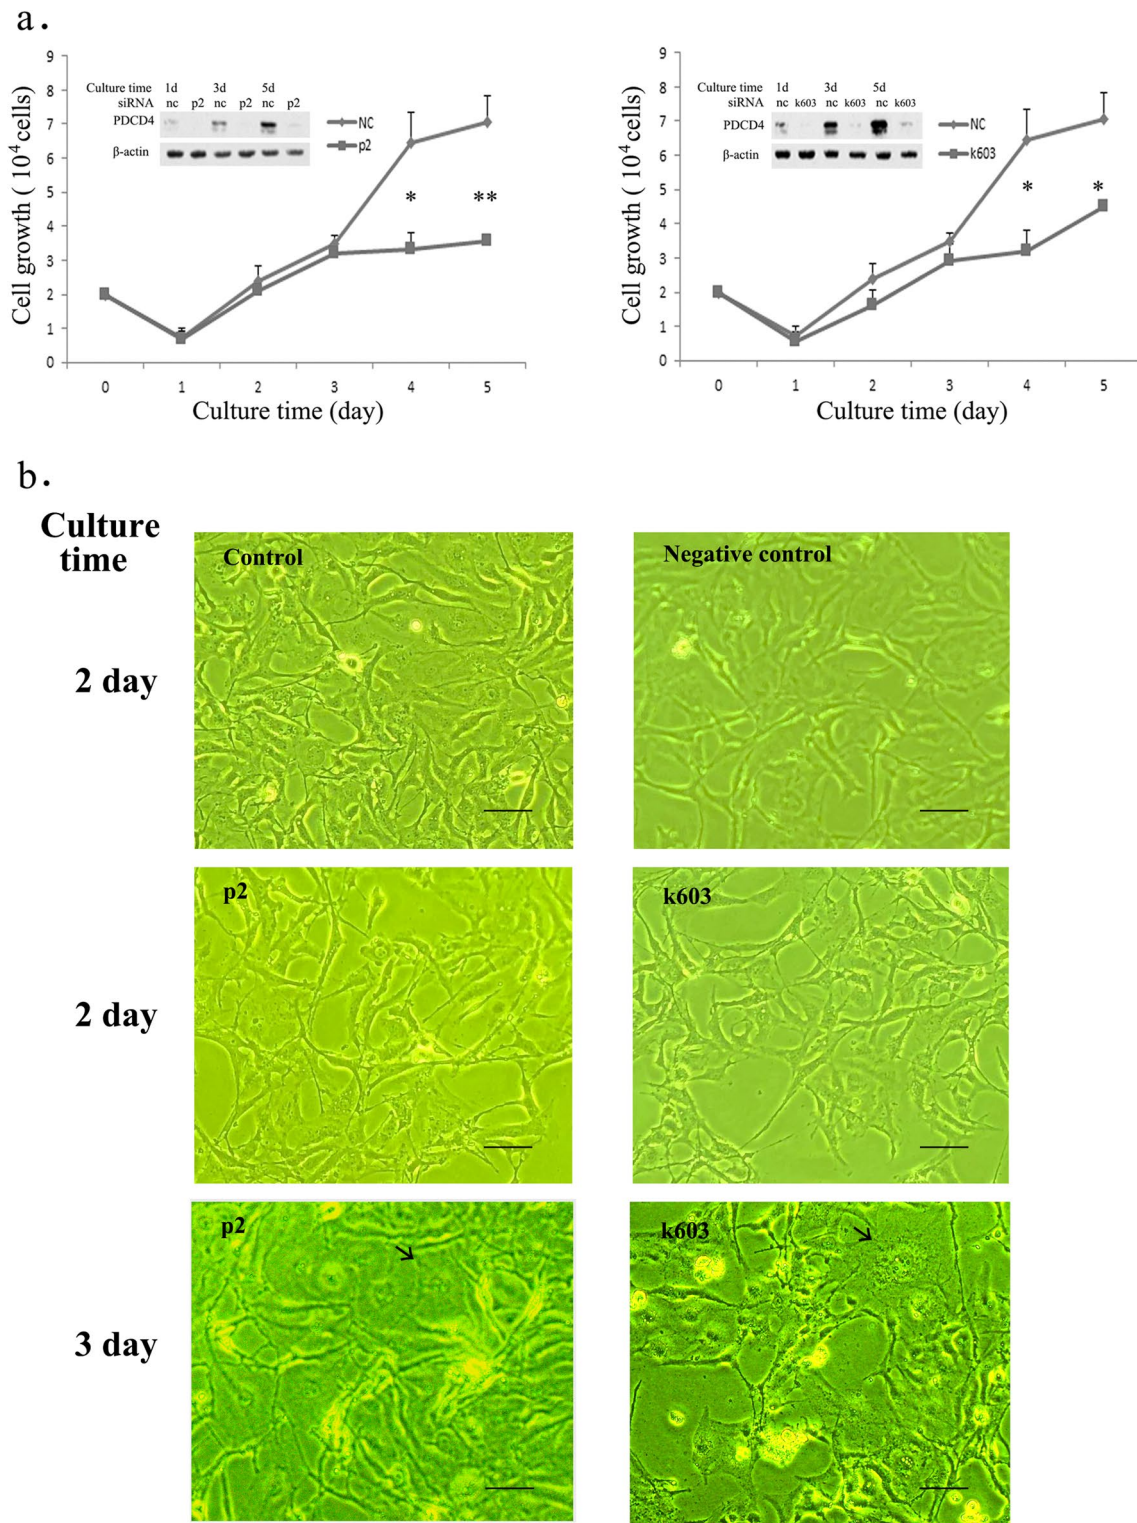 a.
9
8
7
6
5
4
3
2
1
0
Cell growth ( 10⁴ cells)
Culture time 1d 3d 5d
siRNA nc p2 nc p2 nc p2
PDCD4
β-actin
NC
p2
* **
0 1 2 3 4 5
Culture time (day)
9
8
7
6
5
4
3
2
1
0
Cell growth ( 10⁴ cells)
Culture time 1d 3d 5d
siRNA nc k603 nc k603 nc k603
PDCD4
β-actin
NC
k603
* *
0 1 2 3 4 5
Culture time (day)
b.
Culture
time
Control
Negative control
2 day
p2
k603
2 day
p2
k603
3 day